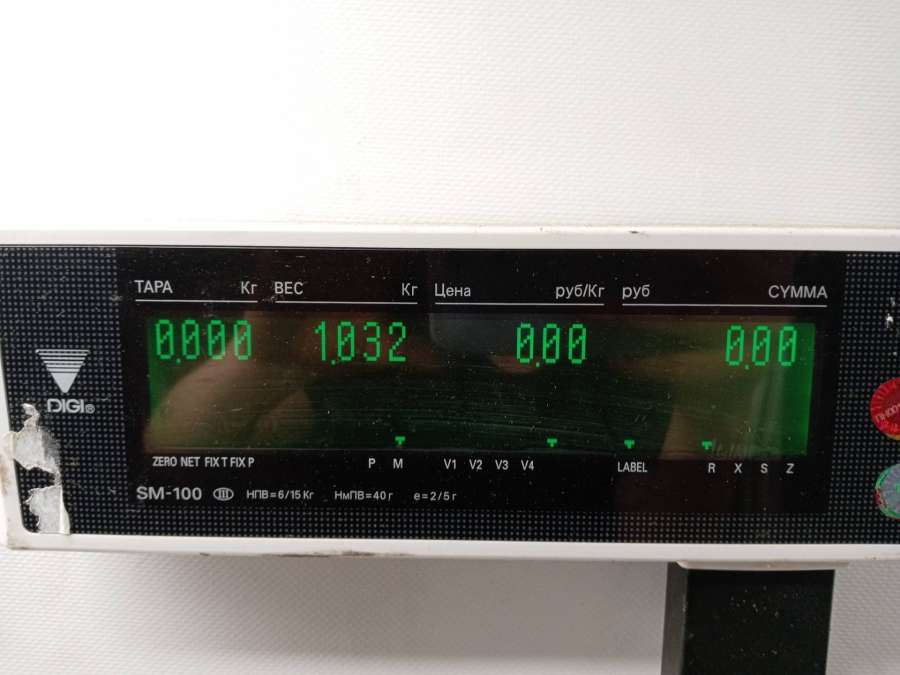 ТАРА Кг ВЕС Кг Цена руб/Кг руб СУММА
0.000 1.032 0.00 0.00
DIGI®
ZERO NET FIX T FIX P P M V1 V2 V3 V4 LABEL R X S Z
SM-100 III НПВ=6/15 Кг НмПВ=40 г e=2/5 г